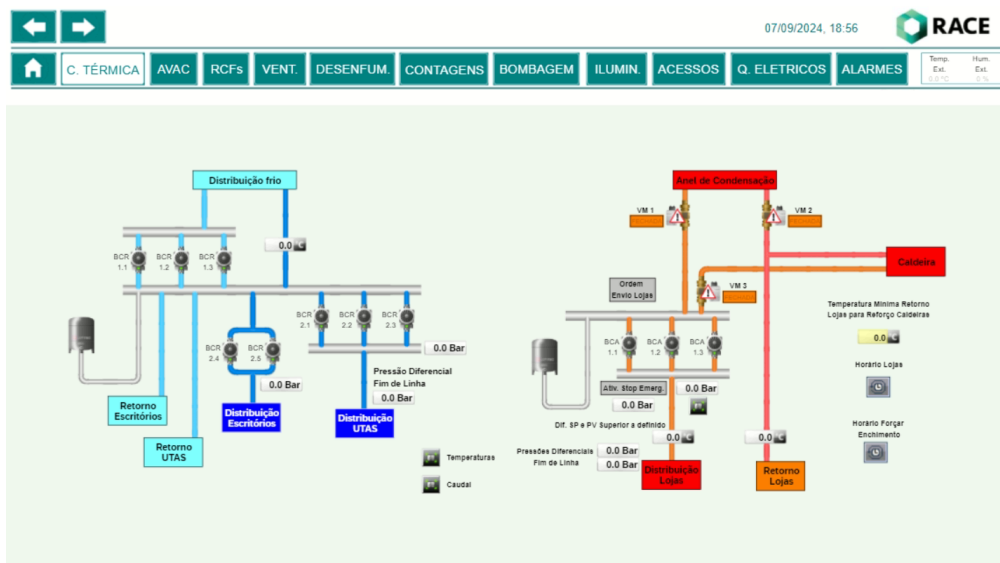 07/09/2024, 18:56
RACE
C. TÉRMICA
AVAC
RCFs
VENT.
DESENFUM.
CONTAGENS
BOMBAGEM
ILUMIN.
ACESSOS
Q. ELETRICOS
ALARMES
Temp. Ext.
0.0 °C
Hum. Ext.
0 %
Distribuição frio
0.0 °C
BCR 1.1
BCR 1.2
BCR 1.3
BCR 2.1
BCR 2.2
BCR 2.3
BCR 2.4
BCR 2.5
0.0 Bar
0.0 Bar
Pressão Diferencial
Fim de Linha
0.0 Bar
Retorno
Escritórios
Retorno
UTAS
Distribuição
Escritórios
Distribuição
UTAS
Temperaturas
Caudal
Anel de Condensação
VM 1
VM 2
Caldeira
VM 3
Ordem
Envio Lojas
BCA 1.1
BCA 1.2
BCA 1.3
Ativ. Stop Emerg.
0.0 Bar
0.0 Bar
Dif. SP e PV Superior a definido
0.0 °C
0.0 °C
Pressões Diferenciais
Fim de Linha
0.0 Bar
0.0 Bar
Distribuição
Lojas
Retorno
Lojas
Temperatura Minima Retorno
Lojas para Reforço Caldeiras
0.0 °C
Horário Lojas
Horário Forçar
Enchimento